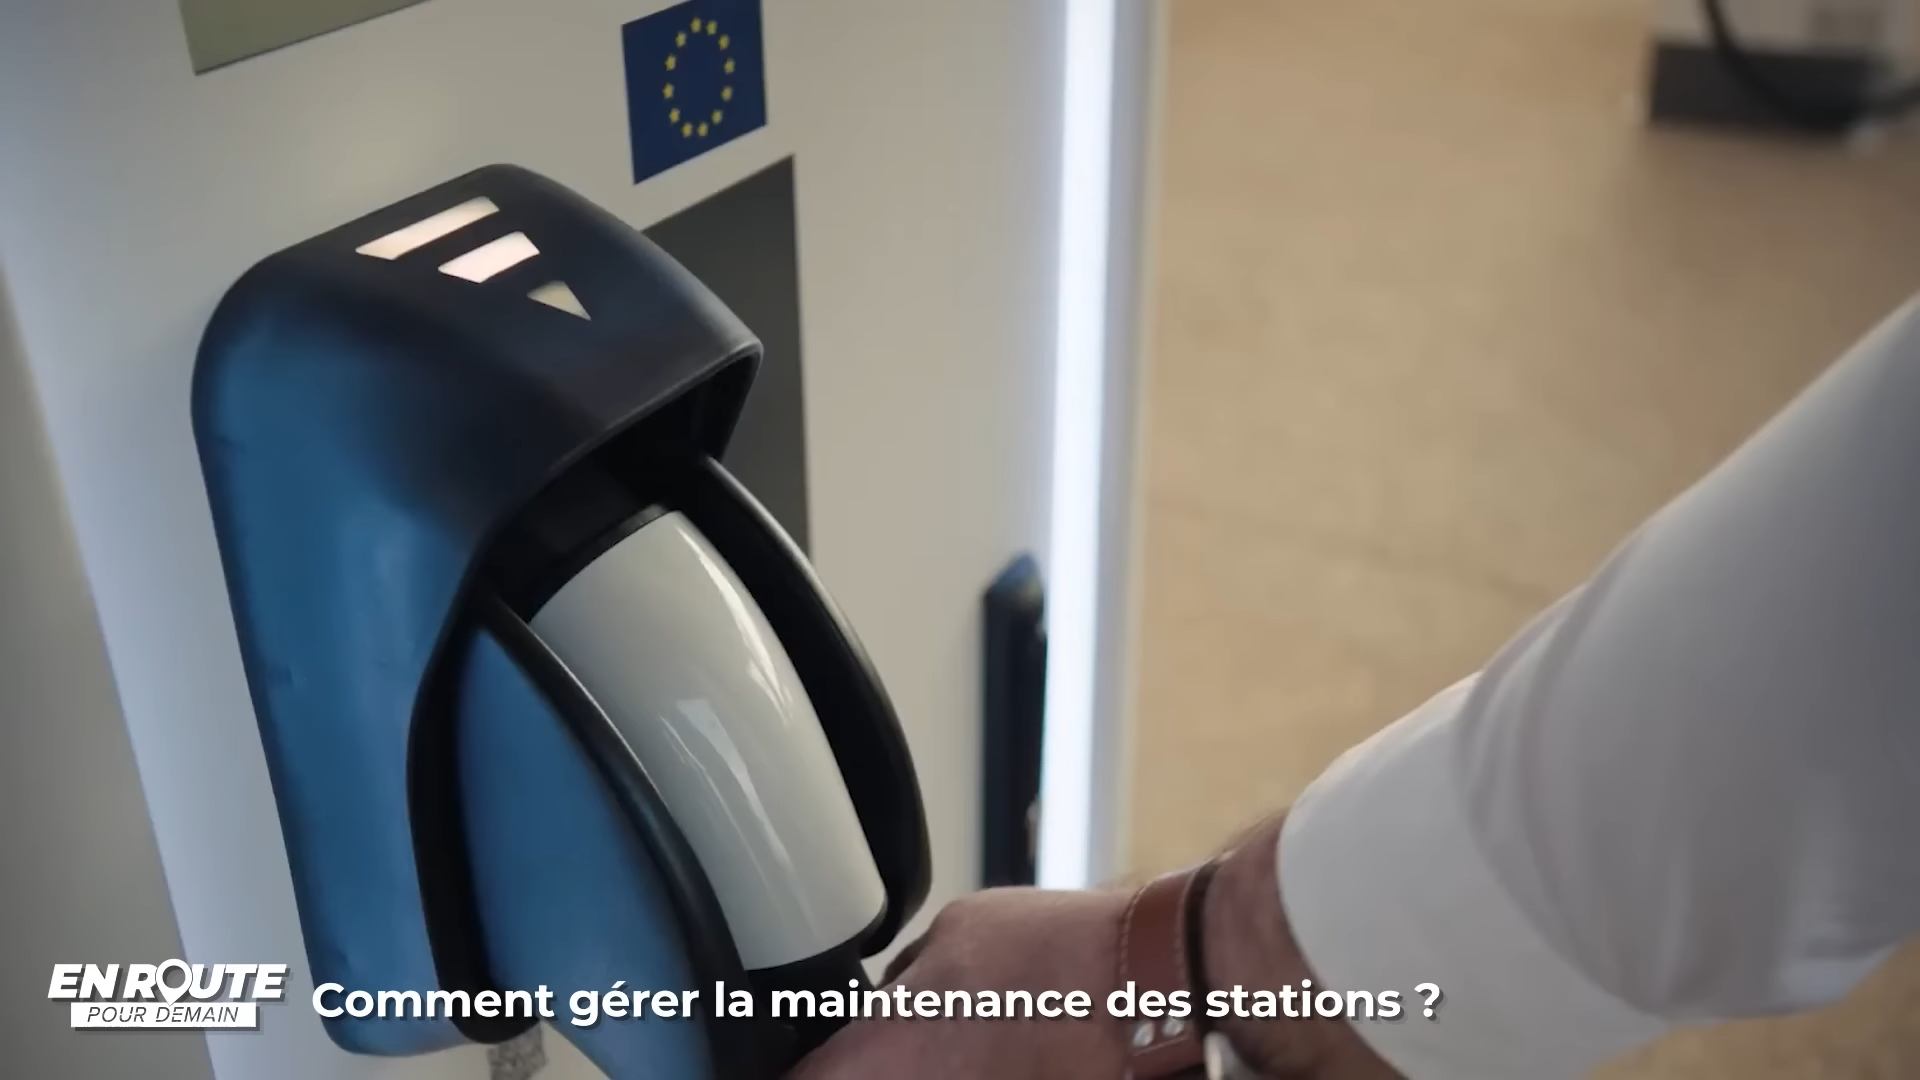 EN ROUTE
POUR DEMAIN
Comment gérer la maintenance des stations ?